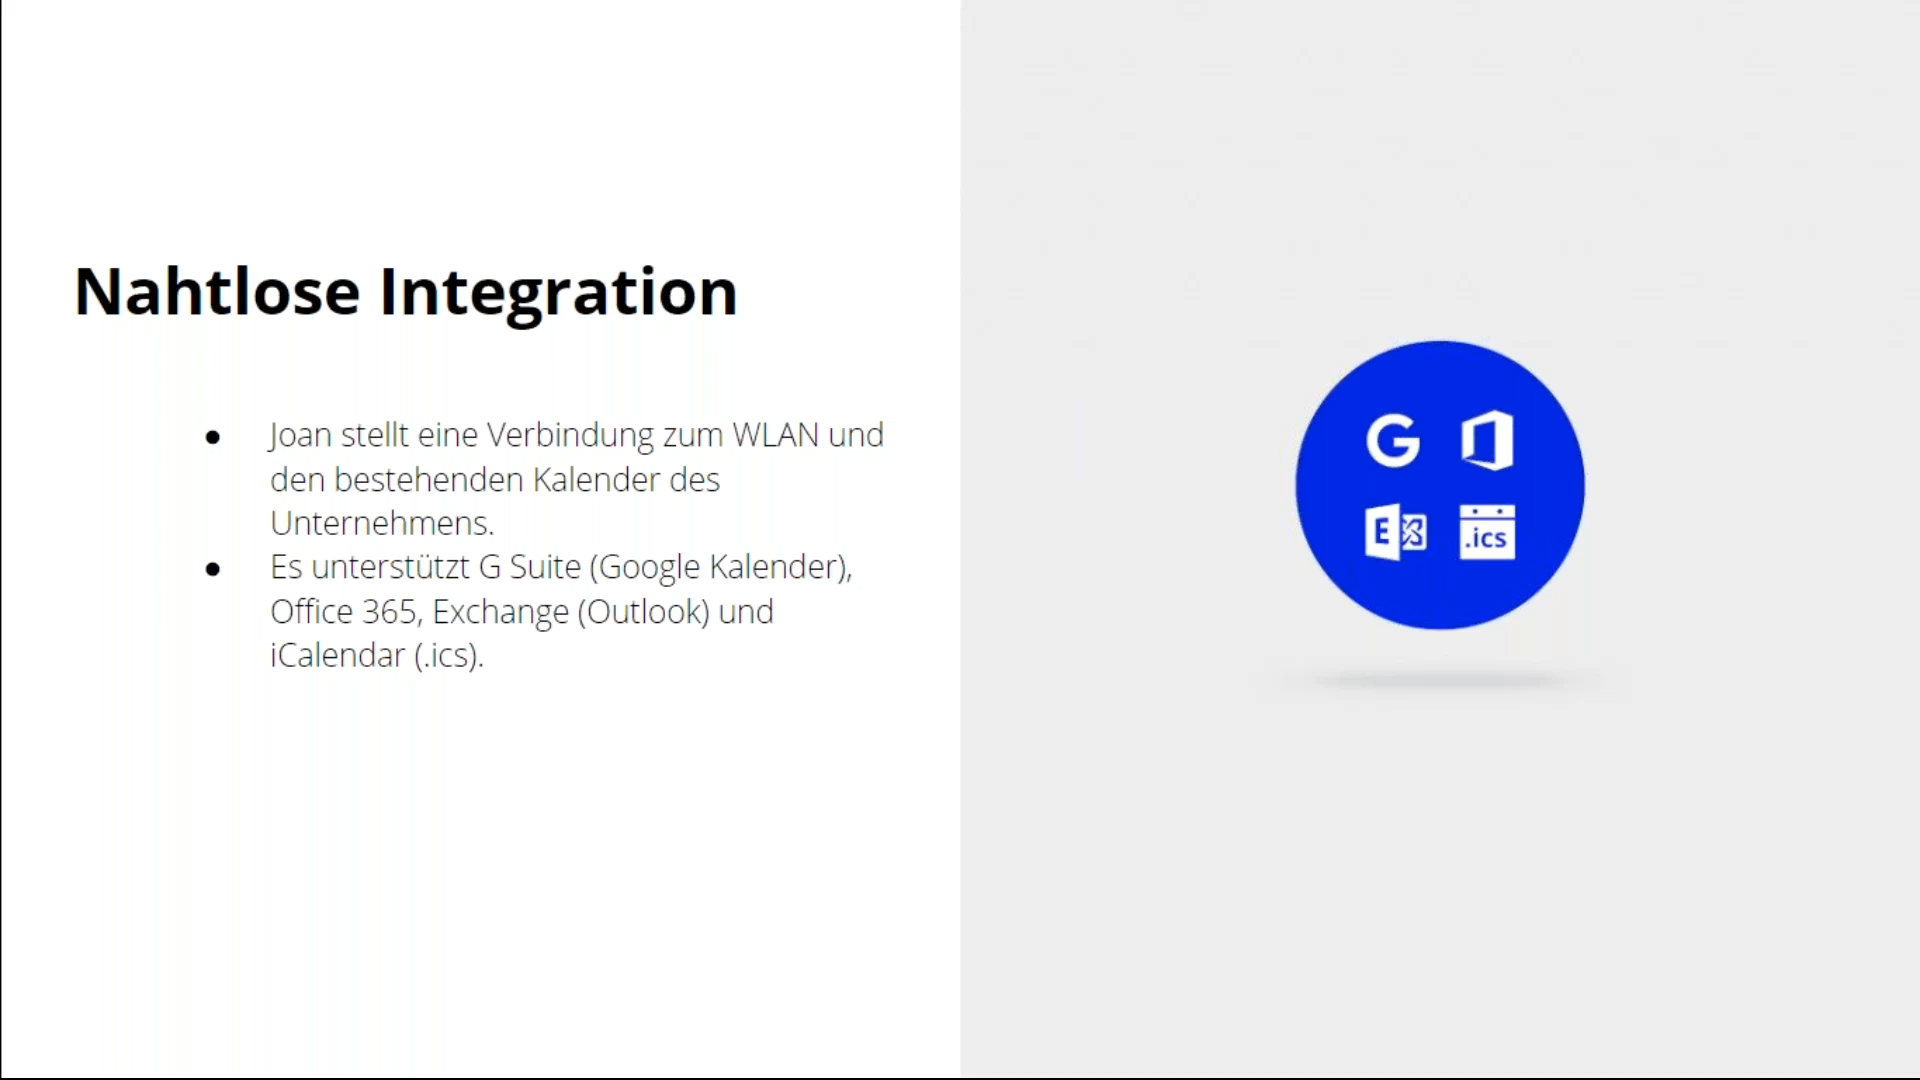 Nahtlose Integration
● Joan stellt eine Verbindung zum WLAN und
den bestehenden Kalender des
Unternehmens.
● Es unterstützt G Suite (Google Kalender),
Office 365, Exchange (Outlook) und
iCalendar (.ics).
G
E
.ics